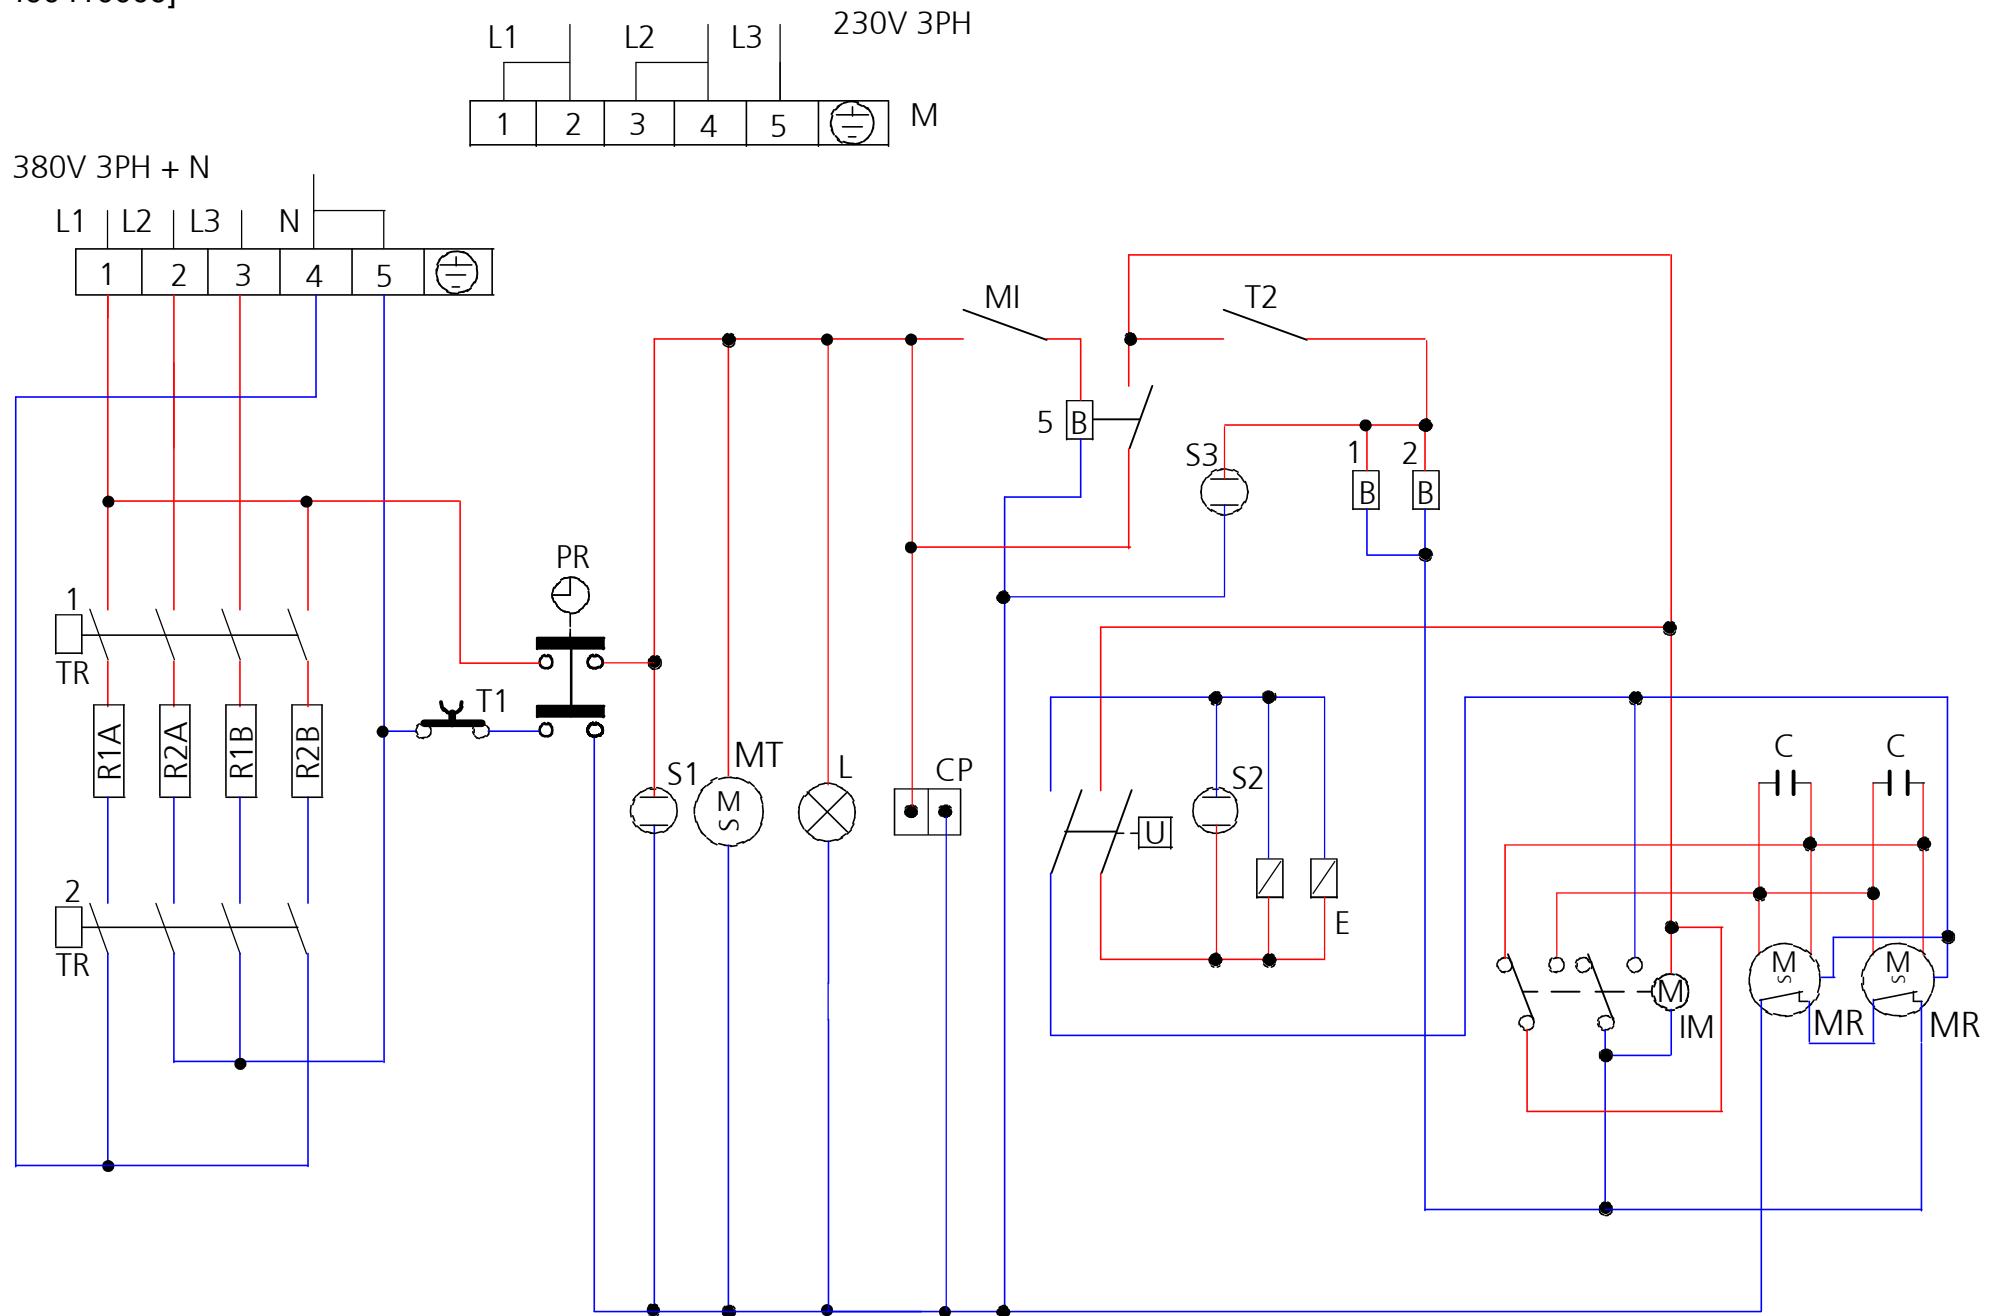 230V 3PH
L1 L2 L3
1 2 3 4 5 M
380V 3PH + N
L1 L2 L3 N
1 2 3 4 5
MI T2
5 B
S3 1 2
B B
PR
1
TR
T1
R1A R2A R1B R2B
S1 MT L CP
M
S
U
S2
C C
2
TR
E
M M
S S
M
IM
MR MR